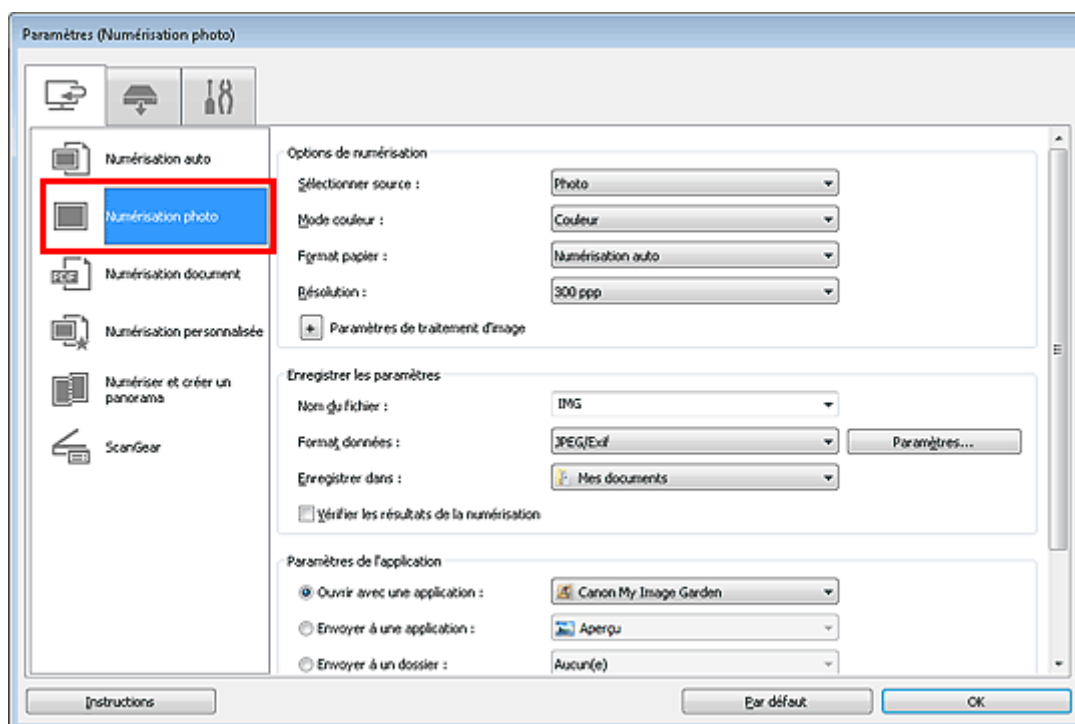 Paramètres (Numérisation photo)
Numérisation auto
Numérisation photo
PDF
Numérisation document
Numérisation personnalisée
Numériser et créer un
panorama
ScanGear
Options de numérisation
Sélectionner source : Photo
Mode couleur : Couleur
Format papier : Numérisation auto
Résolution : 300 ppp
+ Paramètres de traitement d'image
Enregistrer les paramètres
Nom du fichier : IMG
Format données : JPEG/Exif Paramètres...
Enregistrer dans : Mes documents
Vérifier les résultats de la numérisation
Paramètres de l'application
Ouvrir avec une application : Canon My Image Garden
Envoyer à une application : Aperçu
Envoyer à un dossier : Aucun(e)
Instructions Par défaut OK